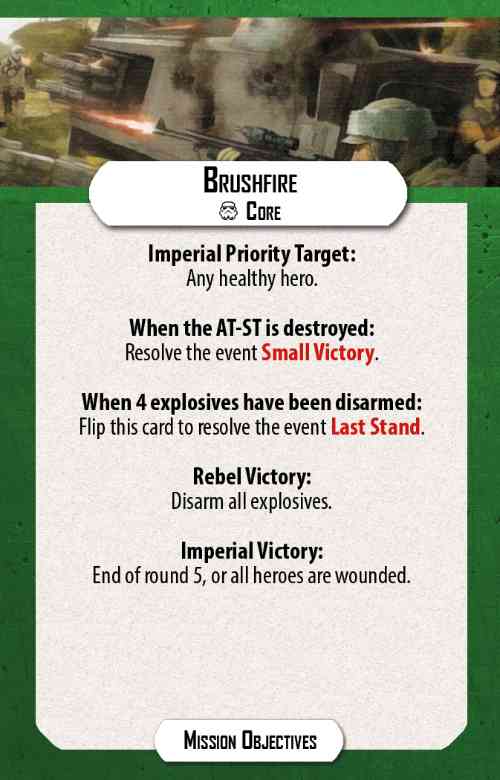 Brushfire
Core
Imperial Priority Target:
Any healthy hero.
When the AT-ST is destroyed:
Resolve the event Small Victory.
When 4 explosives have been disarmed:
Flip this card to resolve the event Last Stand.
Rebel Victory:
Disarm all explosives.
Imperial Victory:
End of round 5, or all heroes are wounded.
Mission Objectives